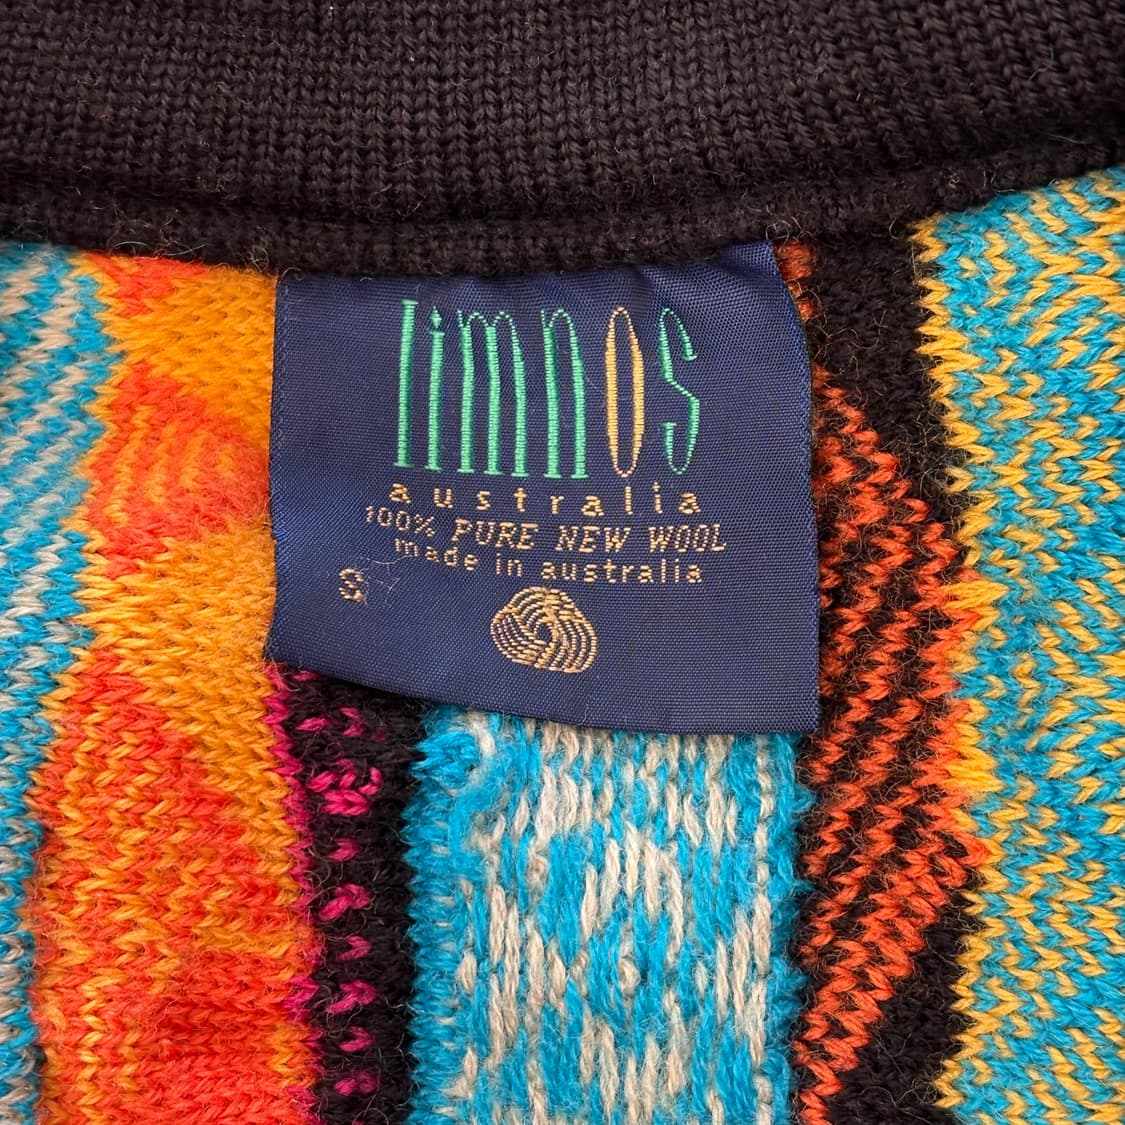 limnos
australia
100% PURE NEW WOOL
made in australia
S